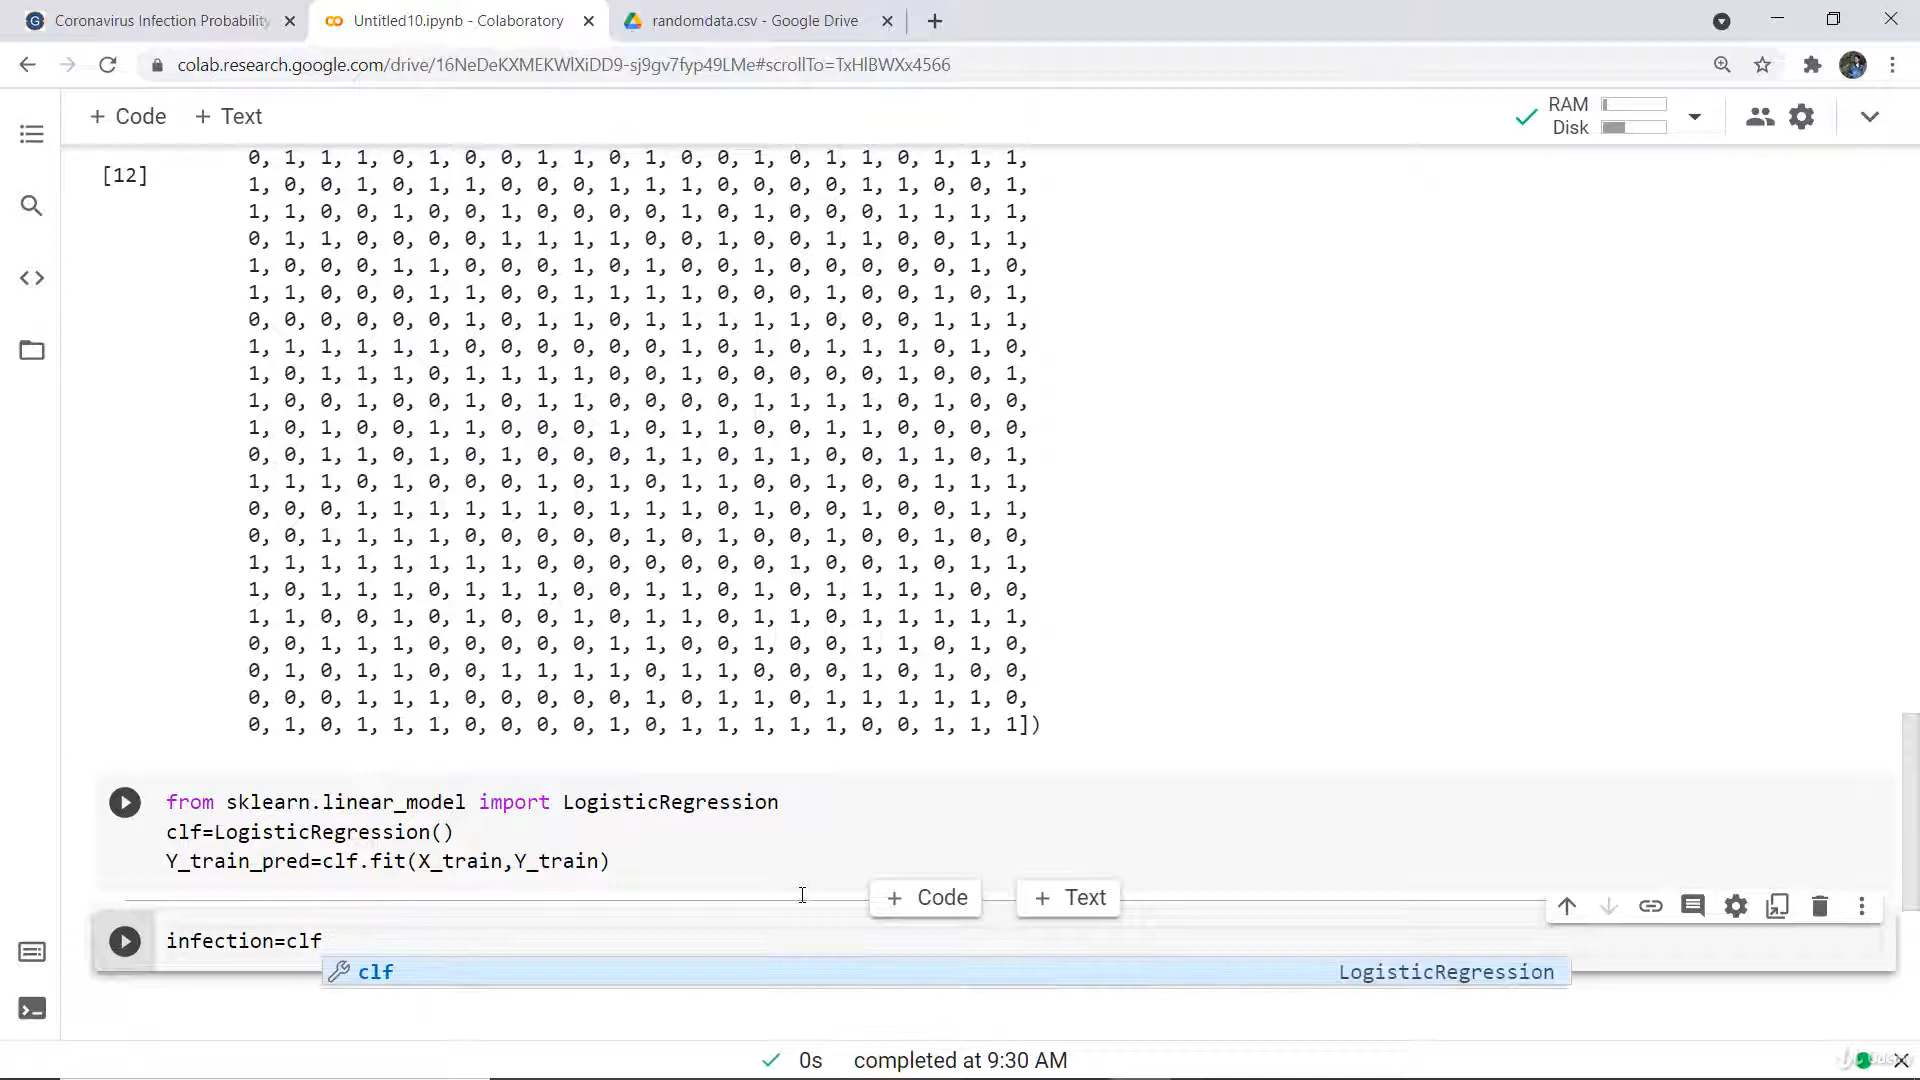 Coronavirus Infection Probability
Untitled10.ipynb - Colaboratory
randomdata.csv - Google Drive
colab.research.google.com/drive/16NeDeKXMEKWlXiDD9-sj9gv7fyp49LMe#scrollTo=TxHlBWXx4566
+ Code + Text
RAM
Disk
[12]
0, 1, 1, 1, 0, 1, 0, 0, 1, 1, 0, 1, 0, 0, 1, 0, 1, 1, 0, 1, 1, 1,
1, 0, 0, 1, 0, 1, 1, 0, 0, 0, 1, 1, 1, 0, 0, 0, 0, 1, 1, 0, 0, 1,
1, 1, 0, 0, 1, 0, 0, 1, 0, 0, 0, 0, 1, 0, 1, 0, 0, 0, 1, 1, 1, 1,
0, 1, 1, 0, 0, 0, 0, 1, 1, 1, 1, 0, 0, 1, 0, 0, 1, 1, 0, 0, 1, 1,
1, 0, 0, 0, 1, 1, 0, 0, 0, 1, 0, 1, 0, 0, 1, 0, 0, 0, 0, 0, 1, 0,
1, 1, 0, 0, 0, 1, 1, 0, 0, 1, 1, 1, 1, 0, 0, 0, 1, 0, 0, 1, 0, 1,
0, 0, 0, 0, 0, 0, 1, 0, 1, 1, 0, 1, 1, 1, 1, 1, 0, 0, 0, 1, 1, 1,
1, 1, 1, 1, 1, 1, 0, 0, 0, 0, 0, 0, 1, 0, 1, 0, 1, 1, 1, 0, 1, 0,
1, 0, 1, 1, 1, 0, 1, 1, 1, 1, 0, 0, 1, 0, 0, 0, 0, 0, 1, 0, 0, 1,
1, 0, 0, 1, 0, 0, 1, 0, 1, 1, 0, 0, 0, 0, 1, 1, 1, 1, 0, 1, 0, 0,
1, 0, 1, 0, 0, 1, 1, 0, 0, 0, 1, 0, 1, 1, 0, 0, 1, 1, 0, 0, 0, 0,
0, 0, 1, 1, 0, 1, 0, 1, 0, 0, 0, 1, 1, 0, 1, 1, 0, 0, 1, 1, 0, 1,
1, 1, 1, 0, 1, 0, 0, 0, 1, 0, 1, 0, 1, 1, 0, 0, 1, 0, 0, 1, 1, 1,
0, 0, 0, 1, 1, 1, 1, 1, 1, 0, 1, 1, 1, 0, 1, 0, 0, 1, 0, 0, 1, 1,
0, 0, 1, 1, 1, 1, 0, 0, 0, 0, 0, 1, 0, 1, 0, 0, 1, 0, 0, 1, 0, 0,
1, 1, 1, 1, 1, 1, 1, 1, 0, 0, 0, 0, 0, 0, 0, 1, 0, 0, 1, 0, 1, 1,
1, 0, 1, 1, 1, 0, 1, 1, 1, 0, 0, 1, 1, 0, 1, 0, 1, 1, 1, 1, 0, 0,
1, 1, 0, 0, 1, 0, 1, 0, 0, 1, 0, 1, 1, 0, 1, 1, 0, 1, 1, 1, 1, 1,
0, 0, 1, 1, 1, 0, 0, 0, 0, 0, 1, 1, 0, 0, 1, 0, 0, 1, 1, 0, 1, 0,
0, 1, 0, 1, 1, 0, 0, 1, 1, 1, 1, 0, 1, 1, 0, 0, 0, 1, 0, 1, 0, 0,
0, 0, 0, 1, 1, 1, 0, 0, 0, 0, 0, 1, 0, 1, 1, 0, 1, 1, 1, 1, 1, 0,
0, 1, 0, 1, 1, 1, 0, 0, 0, 0, 1, 0, 1, 1, 1, 1, 1, 0, 0, 1, 1, 1])
from sklearn.linear_model import LogisticRegression
clf=LogisticRegression()
Y_train_pred=clf.fit(X_train,Y_train)
+ Code + Text
infection=clf
clf LogisticRegression
0s completed at 9:30 AM